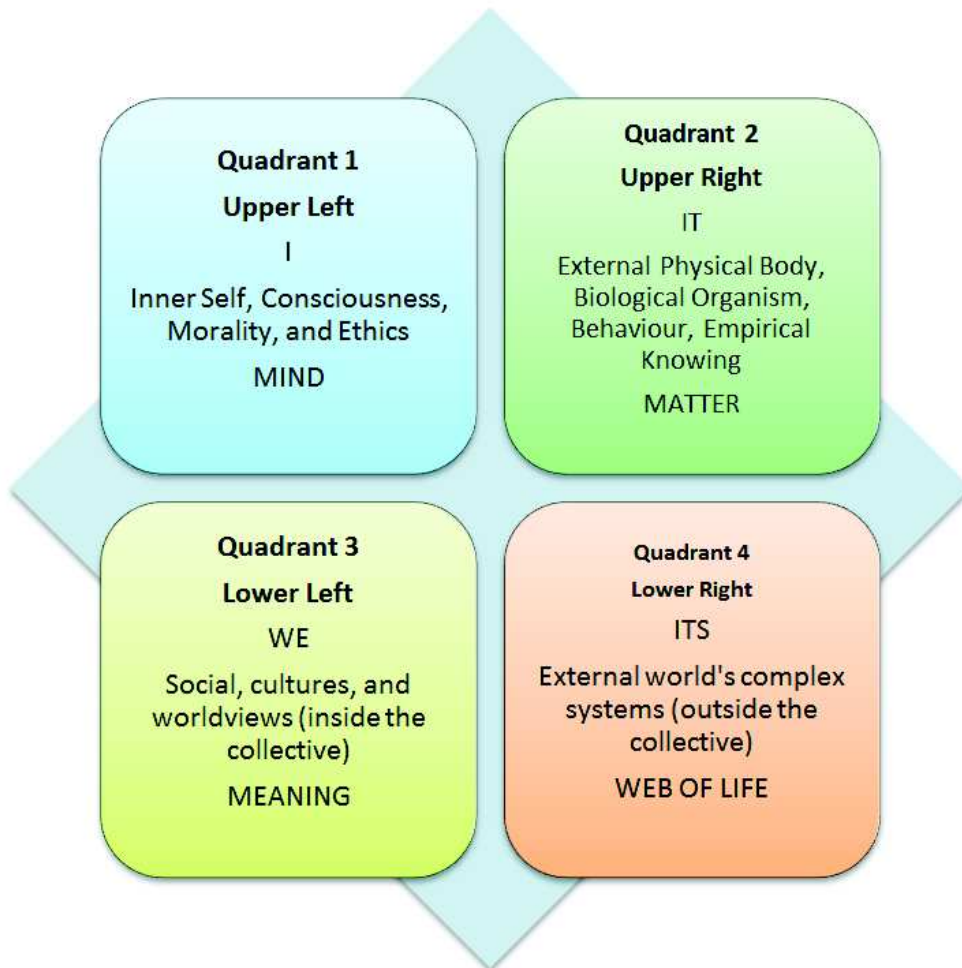 Quadrant 1
Upper Left
I
Inner Self, Consciousness,
Morality, and Ethics
MIND
Quadrant 2
Upper Right
IT
External Physical Body,
Biological Organism,
Behaviour, Empirical
Knowing
MATTER
Quadrant 3
Lower Left
WE
Social, cultures, and
worldviews (inside the
collective)
MEANING
Quadrant 4
Lower Right
ITS
External world's complex
systems (outside the
collective)
WEB OF LIFE